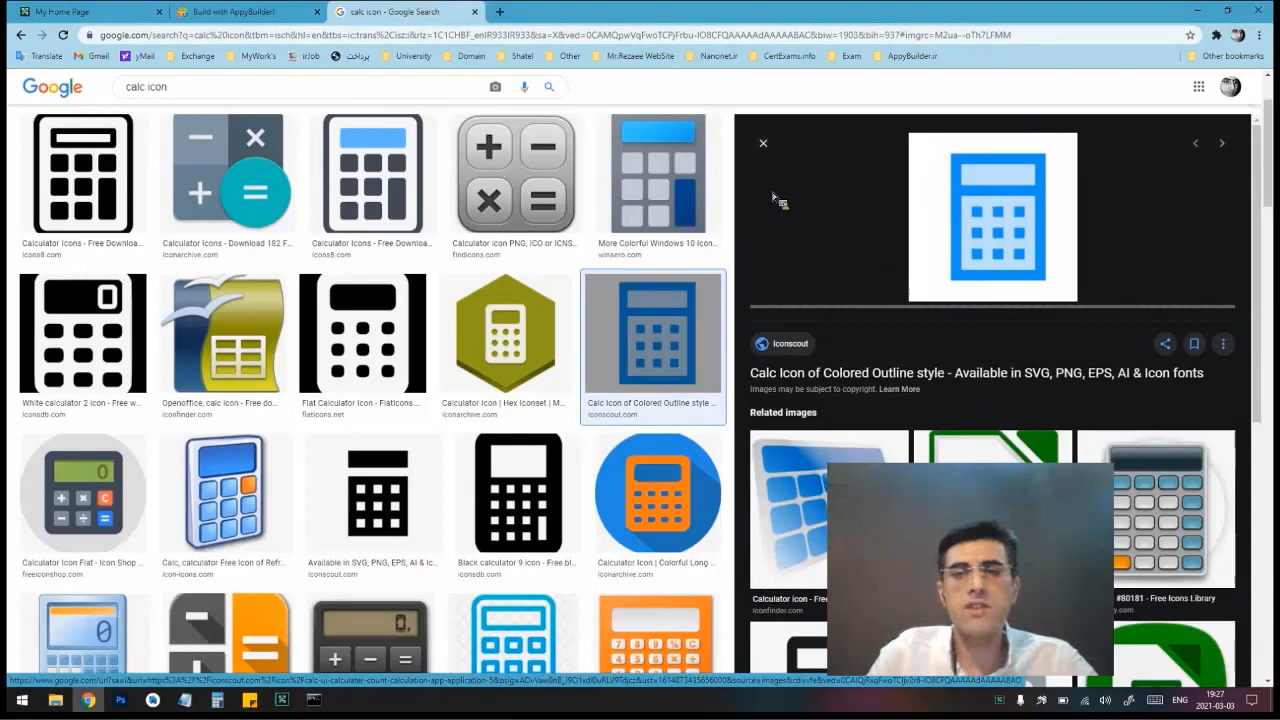 My Home Page
Build with AppyBuilder!
calc icon - Google Search
google.com/search?q=calc%20icon&tbm=isch&hl=en&tbs=ic:trans%2Cisz:i&rlz=1C1CHBF_enIR933IR933&sa=X&ved=0CAMQpwVqFwoTCPjFrbu-lO8CFQAAAAAdAAAAABAC&biw=1903&bih=937#imgrc=M2ua--oTh7LFMM
Translate Gmail yMail Exchange MyWork's irJob پرداخت University Domain Shatel Other Mr.Rezaee WebSite Nanonet.ir CertExams.info Exam AppyBuilder.ir Other bookmarks
Google
calc icon
Calculator Icons - Free Downloa...
icons8.com
Calculator Icons - Download 182 F...
iconarchive.com
Calculator Icons - Free Downloa...
icons8.com
Calculator Icon PNG, ICO or ICNS...
findicons.com
More Colorful Windows 10 Icon...
winaero.com
White calculator 2 icon - Free w...
iconsdb.com
Openoffice, calc icon - Free do...
iconfinder.com
Flat Calculator Icon - Flaticons...
flaticons.net
Calculator Icon | Hex Iconset | M...
iconarchive.com
Calc Icon of Colored Outline style ...
iconscout.com
Calculator Icon Flat - Icon Shop ...
freeiconshop.com
Calc, calculator Free Icon of Refr...
icon-icons.com
Available in SVG, PNG, EPS, AI & Ic...
iconscout.com
Black calculator 9 icon - Free bl...
iconsdb.com
Calculator Icon | Colorful Long ...
iconarchive.com
Iconscout
Calc Icon of Colored Outline style - Available in SVG, PNG, EPS, AI & Icon fonts
Images may be subject to copyright. Learn More
Related images
Calculator icon - Fre
iconfinder.com
#80181 - Free Icons Library
y.com
19:27
2021-03-03